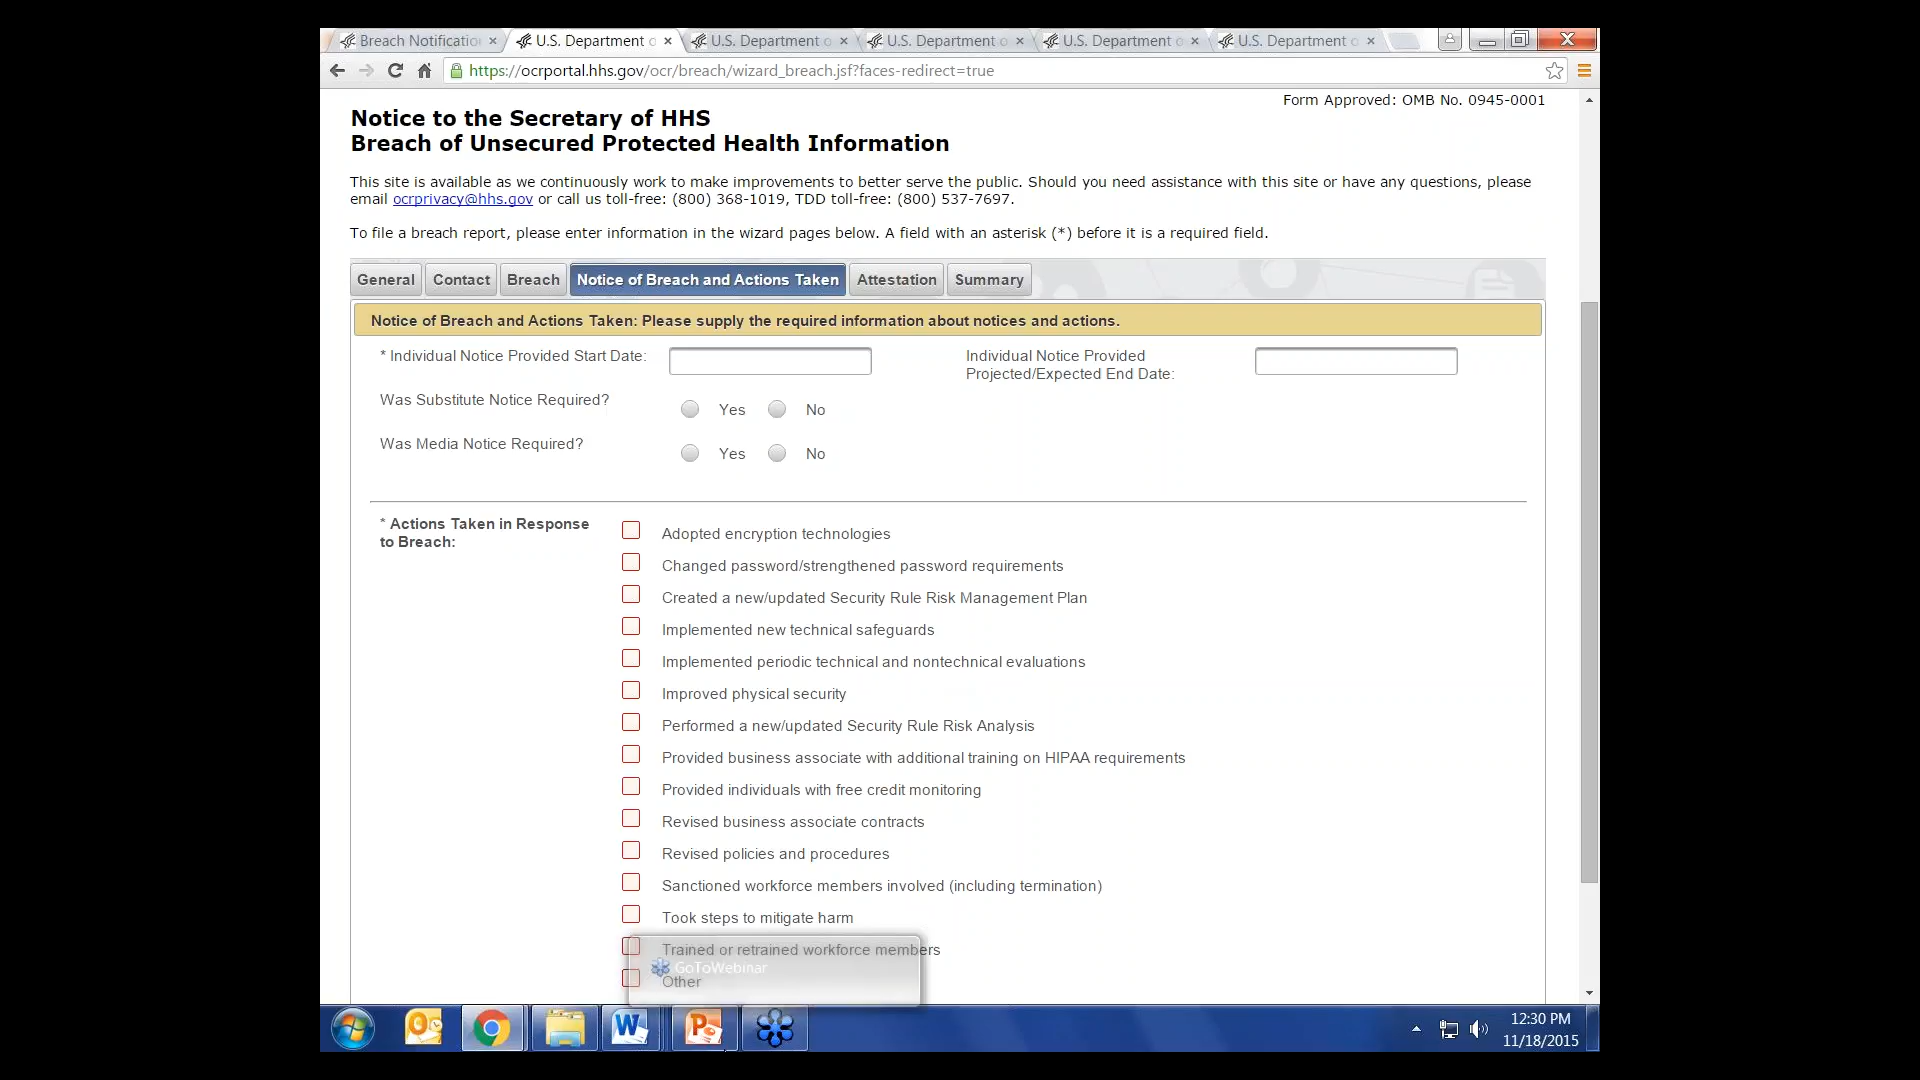 Breach Notificatio
U.S. Department o
U.S. Department o
U.S. Department o
U.S. Department o
U.S. Department o
https://ocrportal.hhs.gov/ocr/breach/wizard_breach.jsf?faces-redirect=true
Form Approved: OMB No. 0945-0001
Notice to the Secretary of HHS
Breach of Unsecured Protected Health Information
This site is available as we continuously work to make improvements to better serve the public. Should you need assistance with this site or have any questions, please
email ocrprivacy@hhs.gov or call us toll-free: (800) 368-1019, TDD toll-free: (800) 537-7697.
To file a breach report, please enter information in the wizard pages below. A field with an asterisk (*) before it is a required field.
General Contact Breach Notice of Breach and Actions Taken Attestation Summary
Notice of Breach and Actions Taken: Please supply the required information about notices and actions.
* Individual Notice Provided Start Date:
Individual Notice Provided
Projected/Expected End Date:
Was Substitute Notice Required?
Yes No
Was Media Notice Required?
Yes No
* Actions Taken in Response
to Breach:
Adopted encryption technologies
Changed password/strengthened password requirements
Created a new/updated Security Rule Risk Management Plan
Implemented new technical safeguards
Implemented periodic technical and nontechnical evaluations
Improved physical security
Performed a new/updated Security Rule Risk Analysis
Provided business associate with additional training on HIPAA requirements
Provided individuals with free credit monitoring
Revised business associate contracts
Revised policies and procedures
Sanctioned workforce members involved (including termination)
Took steps to mitigate harm
Trained or retrained workforce members
GoToWebinar
Other
12:30 PM
11/18/2015